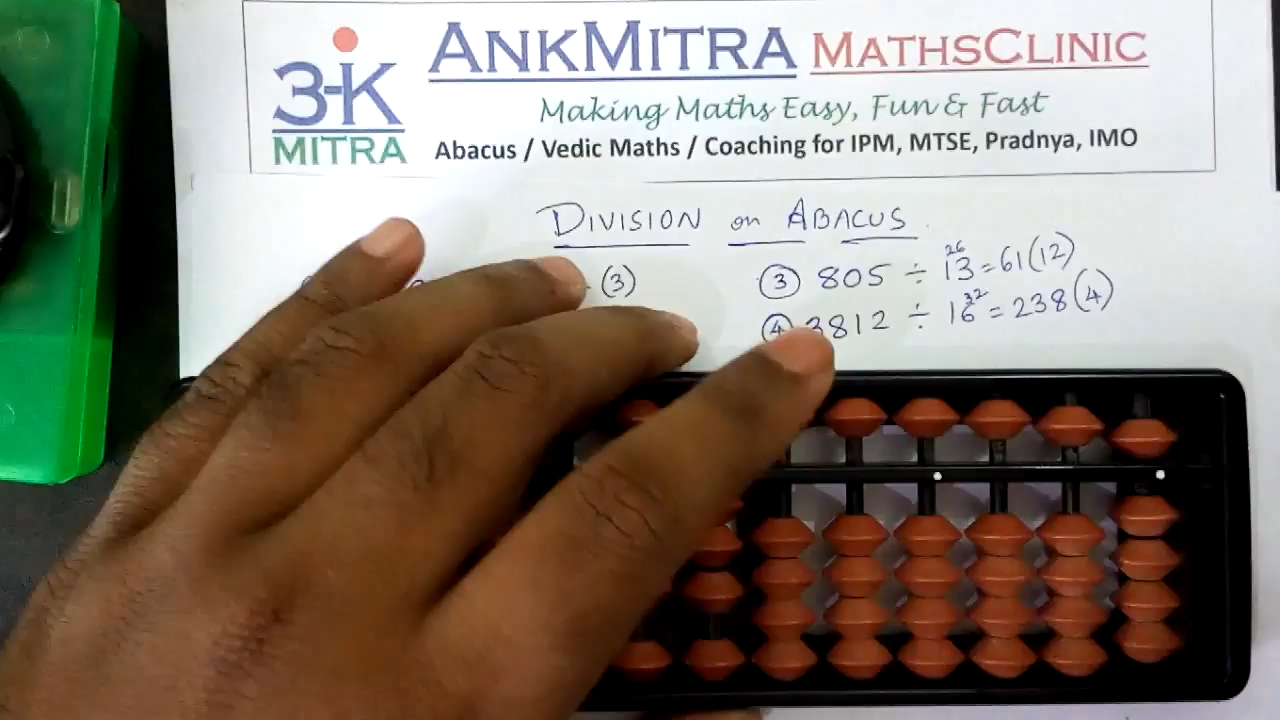 3-K
MITRA
ANKMITRA MATHSCLINIC
Making Maths Easy, Fun & Fast
Abacus / Vedic Maths / Coaching for IPM, MTSE, Pradnya, IMO
DIVISION on ABACUS
(3)
③ 805 ÷ 13 = 61(12)
26
④ 3812 ÷ 16 = 238(4)
32